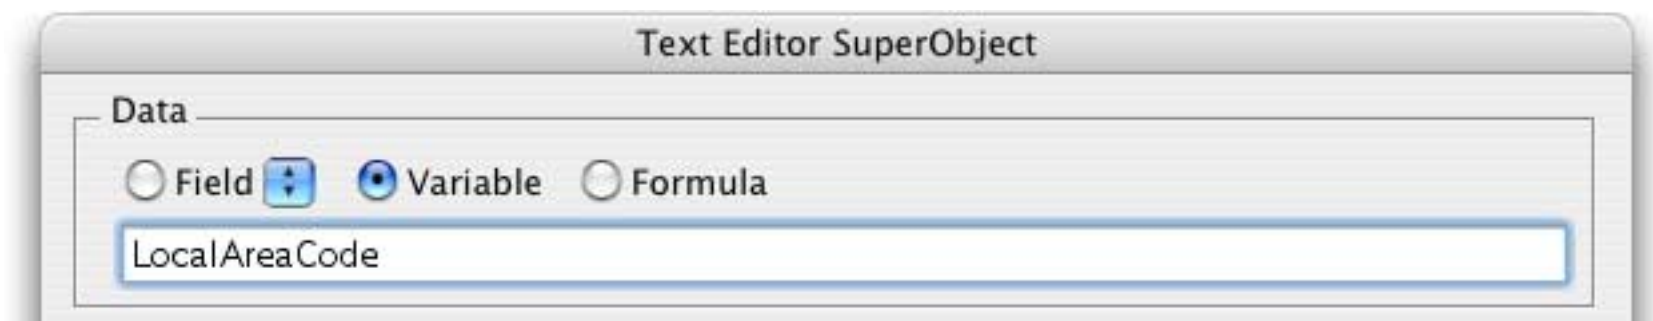 Text Editor SuperObject
Data
Field Variable Formula
LocalAreaCode